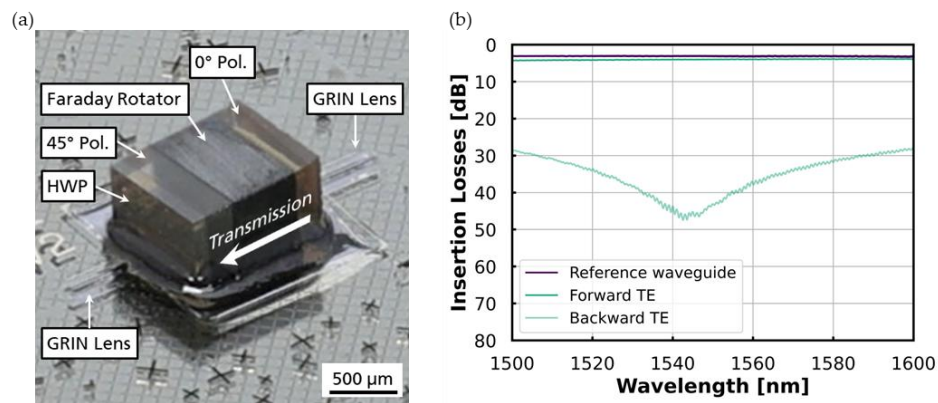 (a)
0° Pol.
Faraday Rotator
GRIN Lens
45° Pol.
HWP
Transmission
GRIN Lens
500 µm
(b)
Insertion Losses [dB]
0
10
20
30
40
50
60
70
80
Reference waveguide
Forward TE
Backward TE
1500
1520
1540
1560
1580
1600
Wavelength [nm]